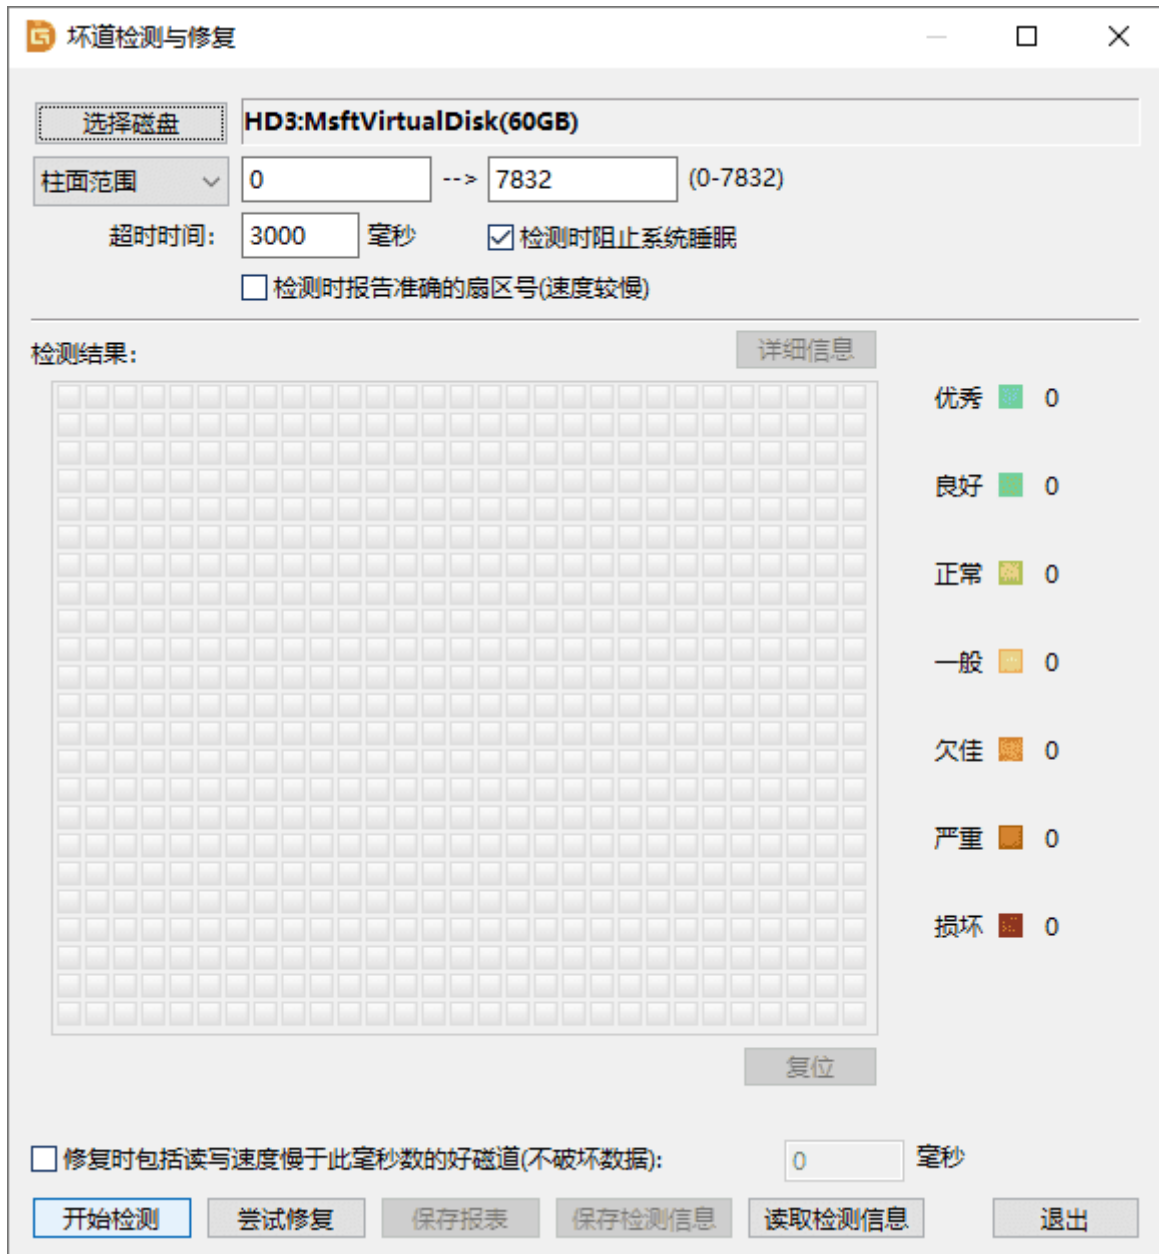 坏道检测与修复
选择磁盘 HD3:MsftVirtualDisk(60GB)
柱面范围 0 --> 7832 (0-7832)
超时时间: 3000 毫秒 检测时阻止系统睡眠
检测时报告准确的扇区号(速度较慢)
检测结果: 详细信息
优秀 0
良好 0
正常 0
一般 0
欠佳 0
严重 0
损坏 0
复位
修复时包括读写速度慢于此毫秒数的好磁道(不破坏数据): 0 毫秒
开始检测 尝试修复 保存报表 保存检测信息 读取检测信息 退出